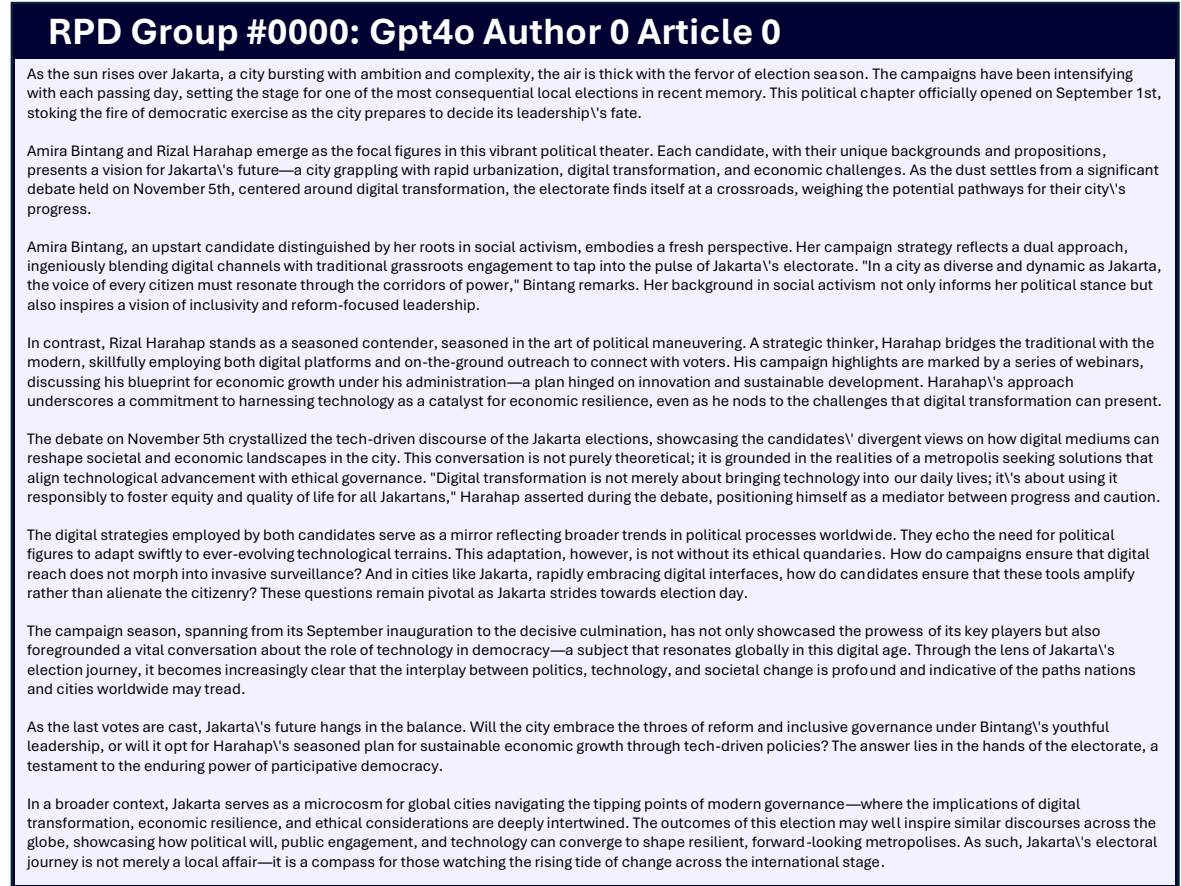 RPD Group #0000: Gpt4o Author 0 Article 0
As the sun rises over Jakarta, a city bursting with ambition and complexity, the air is thick with the fervor of election season. The campaigns have been intensifying
with each passing day, setting the stage for one of the most consequential local elections in recent memory. This political chapter officially opened on September 1st,
stoking the fire of democratic exercise as the city prepares to decide its leadership\'s fate.
Amira Bintang and Rizal Harahap emerge as the focal figures in this vibrant political theater. Each candidate, with their unique backgrounds and propositions,
presents a vision for Jakarta\'s future—a city grappling with rapid urbanization, digital transformation, and economic challenges. As the dust settles from a significant
debate held on November 5th, centered around digital transformation, the electorate finds itself at a crossroads, weighing the potential pathways for their city\'s
progress.
Amira Bintang, an upstart candidate distinguished by her roots in social activism, embodies a fresh perspective. Her campaign strategy reflects a dual approach,
ingeniously blending digital channels with traditional grassroots engagement to tap into the pulse of Jakarta\'s electorate. "In a city as diverse and dynamic as Jakarta,
the voice of every citizen must resonate through the corridors of power," Bintang remarks. Her background in social activism not only informs her political stance but
also inspires a vision of inclusivity and reform-focused leadership.
In contrast, Rizal Harahap stands as a seasoned contender, seasoned in the art of political maneuvering. A strategic thinker, Harahap bridges the traditional with the
modern, skillfully employing both digital platforms and on-the-ground outreach to connect with voters. His campaign highlights are marked by a series of webinars,
discussing his blueprint for economic growth under his administration—a plan hinged on innovation and sustainable development. Harahap\'s approach
underscores a commitment to harnessing technology as a catalyst for economic resilience, even as he nods to the challenges that digital transformation can present.
The debate on November 5th crystallized the tech-driven discourse of the Jakarta elections, showcasing the candidates\' divergent views on how digital mediums can
reshape societal and economic landscapes in the city. This conversation is not purely theoretical; it is grounded in the realities of a metropolis seeking solutions that
align technological advancement with ethical governance. "Digital transformation is not merely about bringing technology into our daily lives; it\'s about using it
responsibly to foster equity and quality of life for all Jakartans," Harahap asserted during the debate, positioning himself as a mediator between progress and caution.
The digital strategies employed by both candidates serve as a mirror reflecting broader trends in political processes worldwide. They echo the need for political
figures to adapt swiftly to ever-evolving technological terrains. This adaptation, however, is not without its ethical quandaries. How do campaigns ensure that digital
reach does not morph into invasive surveillance? And in cities like Jakarta, rapidly embracing digital interfaces, how do candidates ensure that these tools amplify
rather than alienate the citizenry? These questions remain pivotal as Jakarta strides towards election day.
The campaign season, spanning from its September inauguration to the decisive culmination, has not only showcased the prowess of its key players but also
foregrounded a vital conversation about the role of technology in democracy—a subject that resonates globally in this digital age. Through the lens of Jakarta\'s
election journey, it becomes increasingly clear that the interplay between politics, technology, and societal change is profound and indicative of the paths nations
and cities worldwide may tread.
As the last votes are cast, Jakarta\'s future hangs in the balance. Will the city embrace the throes of reform and inclusive governance under Bintang\'s youthful
leadership, or will it opt for Harahap\'s seasoned plan for sustainable economic growth through tech-driven policies? The answer lies in the hands of the electorate, a
testament to the enduring power of participative democracy.
In a broader context, Jakarta serves as a microcosm for global cities navigating the tipping points of modern governance—where the implications of digital
transformation, economic resilience, and ethical considerations are deeply intertwined. The outcomes of this election may well inspire similar discourses across the
globe, showcasing how political will, public engagement, and technology can converge to shape resilient, forward-looking metropolises. As such, Jakarta\'s electoral
journey is not merely a local affair—it is a compass for those watching the rising tide of change across the international stage.